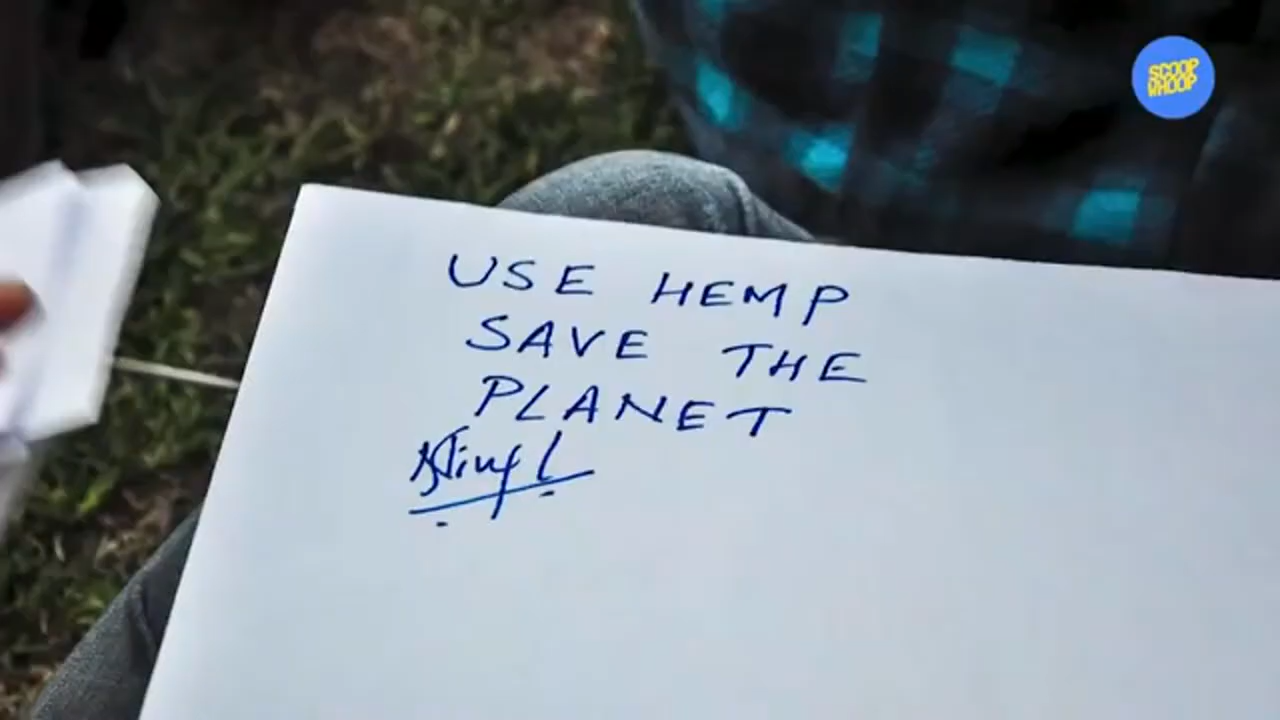 SCOOP
WHOOP
USE HEMP
SAVE THE
PLANET